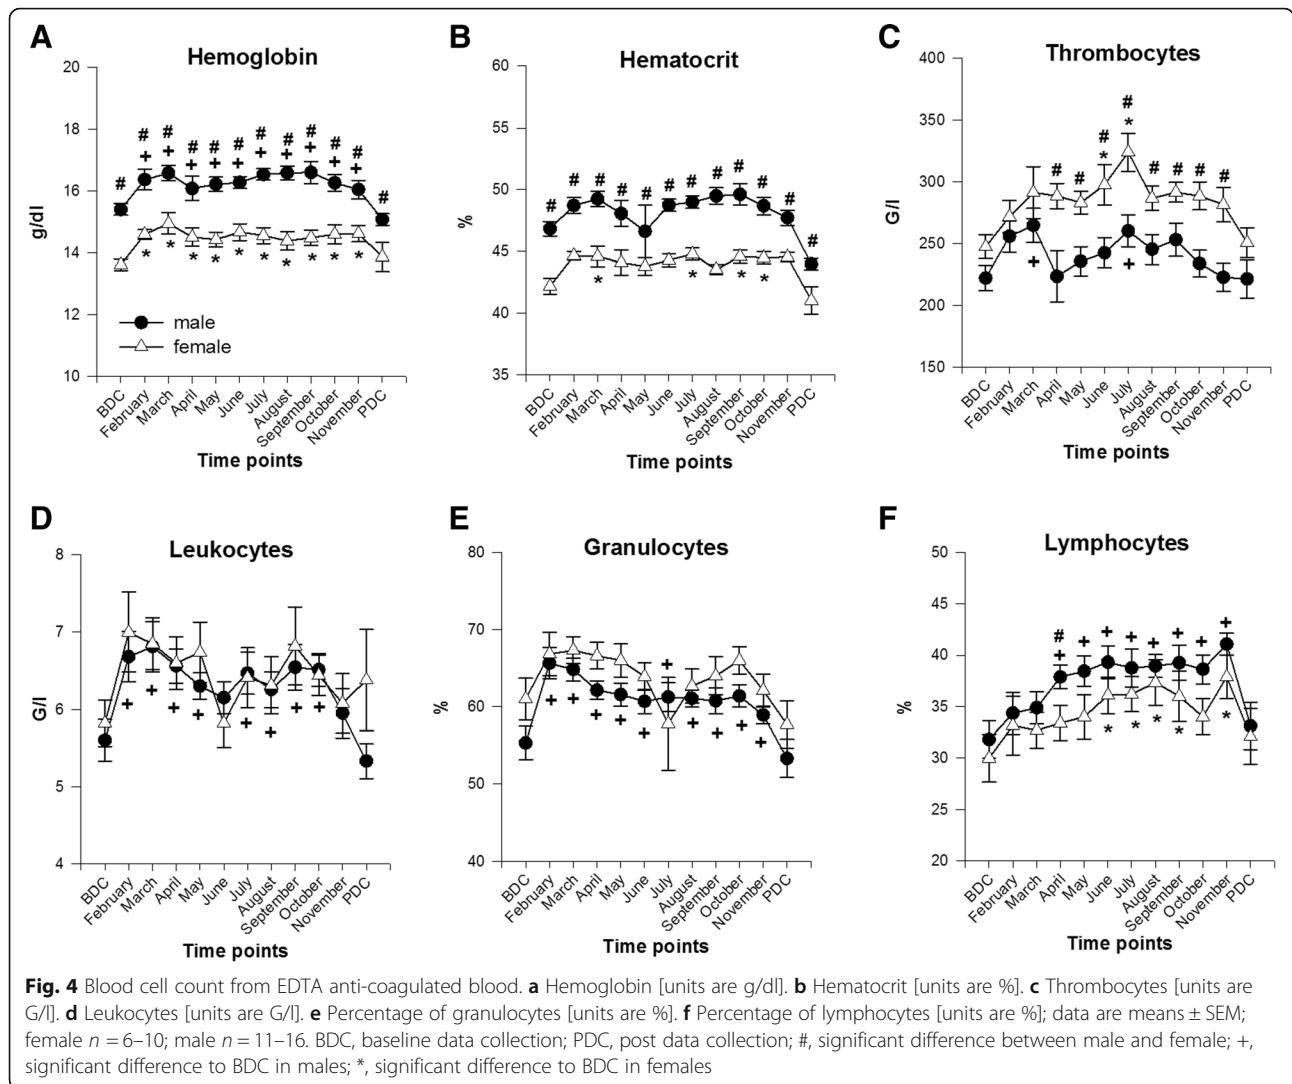 A
Hemoglobin
20
18
16
14
12
10
g/dl
# # # # # # # # # # # #
+ + + + + + + + + +
* * * * * * * * * *
male
female
BDC
February
March
April
May
June
July
August
September
October
November
PDC
Time points
B
Hematocrit
60
55
50
45
40
35
%
# # # # # # # # # # # #
* * * *
BDC
February
March
April
May
June
July
August
September
October
November
PDC
Time points
C
Thrombocytes
400
350
300
250
200
150
G/l
# # # # # # # #
* *
+ +
BDC
February
March
April
May
June
July
August
September
October
November
PDC
Time points
D
Leukocytes
8
7
6
5
4
G/l
+ + + + + + + +
BDC
February
March
April
May
June
July
August
September
October
November
PDC
Time points
E
Granulocytes
80
70
60
50
40
%
+ + + + + + + + + +
BDC
February
March
April
May
June
July
August
September
October
November
PDC
Time points
F
Lymphocytes
50
45
40
35
30
25
20
%
#
+ + + + + + + +
* * * * *
BDC
February
March
April
May
June
July
August
September
October
November
PDC
Time points
Fig. 4 Blood cell count from EDTA anti-coagulated blood. a Hemoglobin [units are g/dl]. b Hematocrit [units are %]. c Thrombocytes [units are
G/l]. d Leukocytes [units are G/l]. e Percentage of granulocytes [units are %]. f Percentage of lymphocytes [units are %]; data are means ± SEM;
female n = 6–10; male n = 11–16. BDC, baseline data collection; PDC, post data collection; #, significant difference between male and female; +,
significant difference to BDC in males; *, significant difference to BDC in females